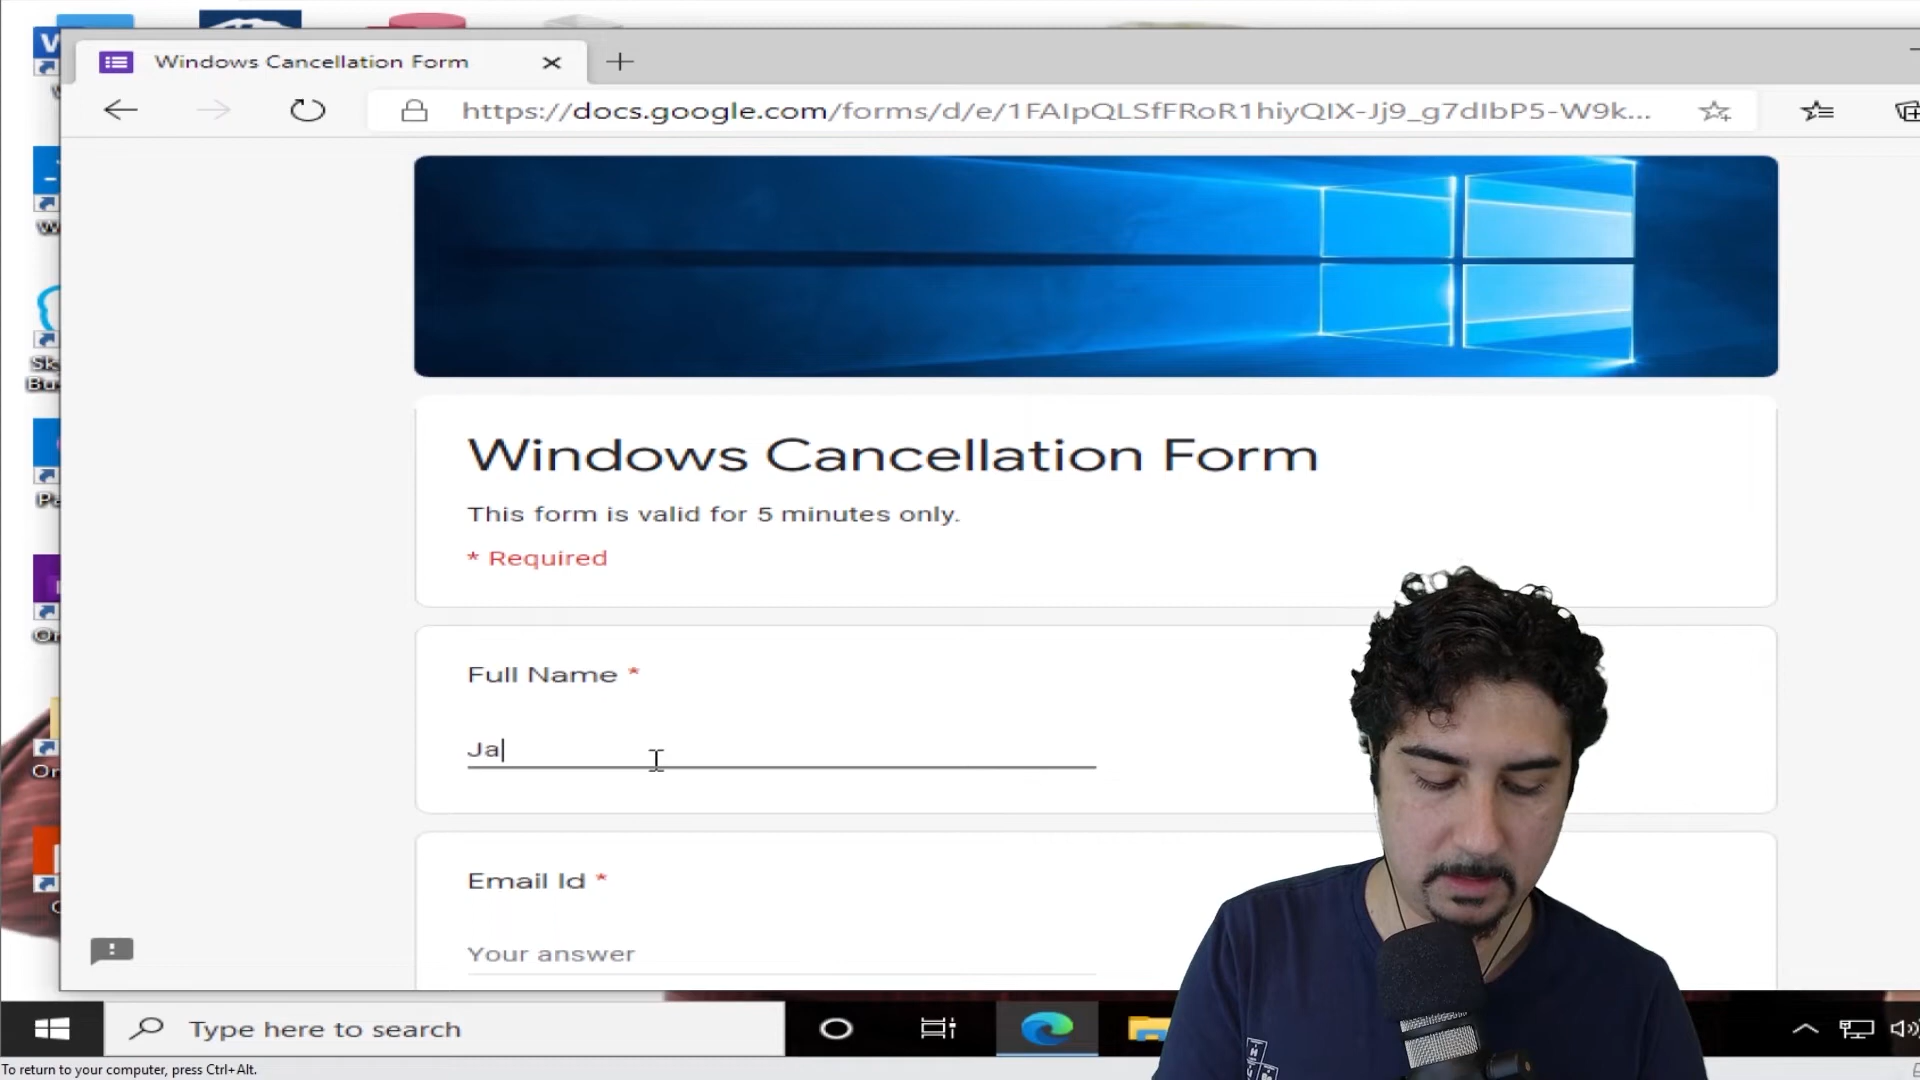 Windows Cancellation Form
https://docs.google.com/forms/d/e/1FAIpQLSfFRoR1hiyQIX-Jj9_g7dIbP5-W9k...
Windows Cancellation Form
This form is valid for 5 minutes only.
* Required
Full Name *
Ja
Email Id *
Your answer
Type here to search
To return to your computer, press Ctrl+Alt.